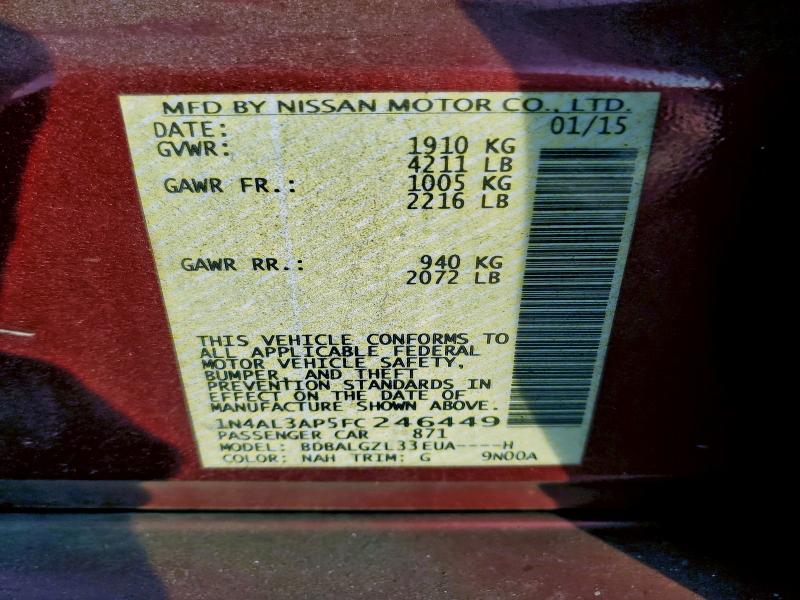 MFD BY NISSAN MOTOR CO., LTD.
DATE: 01/15
GVWR: 1910 KG
4211 LB
GAWR FR.: 1005 KG
2216 LB
GAWR RR.: 940 KG
2072 LB
THIS VEHICLE CONFORMS TO
ALL APPLICABLE FEDERAL
MOTOR VEHICLE SAFETY,
BUMPER, AND THEFT
PREVENTION STANDARDS IN
EFFECT ON THE DATE OF
MANUFACTURE SHOWN ABOVE.
1N4AL3AP5FC246449
PASSENGER CAR 871
MODEL: BDBALGZL33EUA----H
COLOR: NAH TRIM: G 9N00A